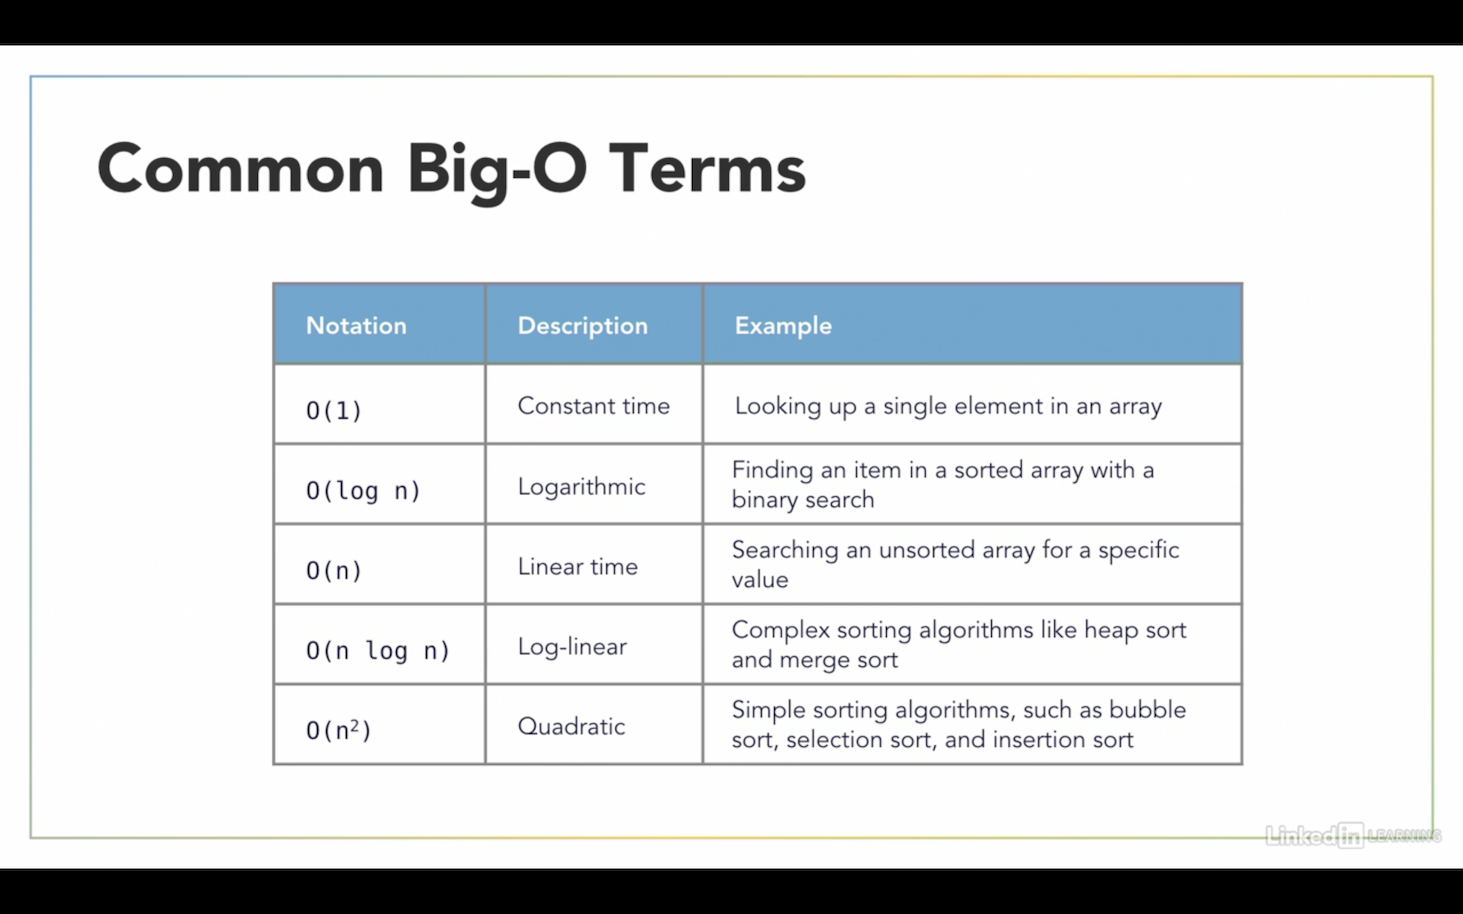 Common Big-O Terms
Notation Description Example
O(1) Constant time Looking up a single element in an array
O(log n) Logarithmic Finding an item in a sorted array with a
binary search
O(n) Linear time Searching an unsorted array for a specific
value
O(n log n) Log-linear Complex sorting algorithms like heap sort
and merge sort
O(n²) Quadratic Simple sorting algorithms, such as bubble
sort, selection sort, and insertion sort
LinkedIn LEARNING